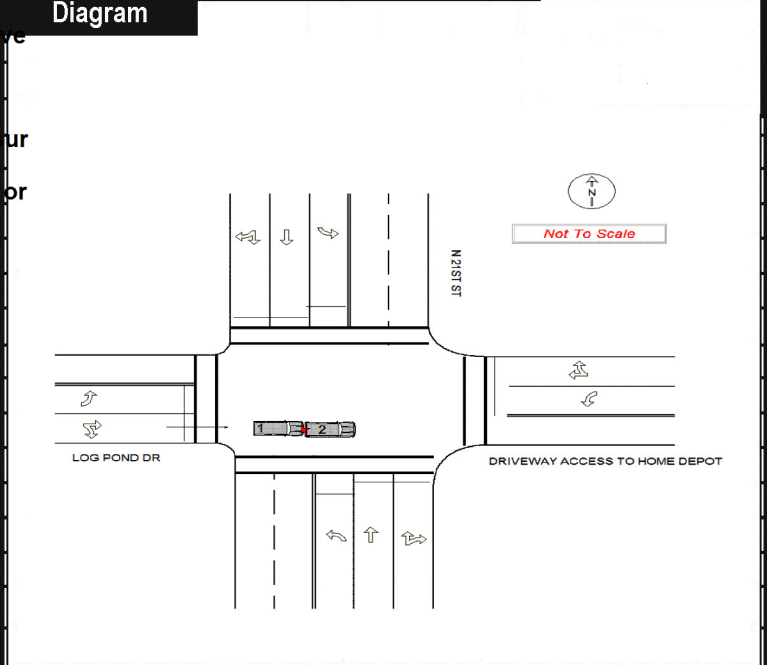 Diagram
ve
ur
or
N
Not To Scale
N 21ST ST
1 2
LOG POND DR
DRIVEWAY ACCESS TO HOME DEPOT